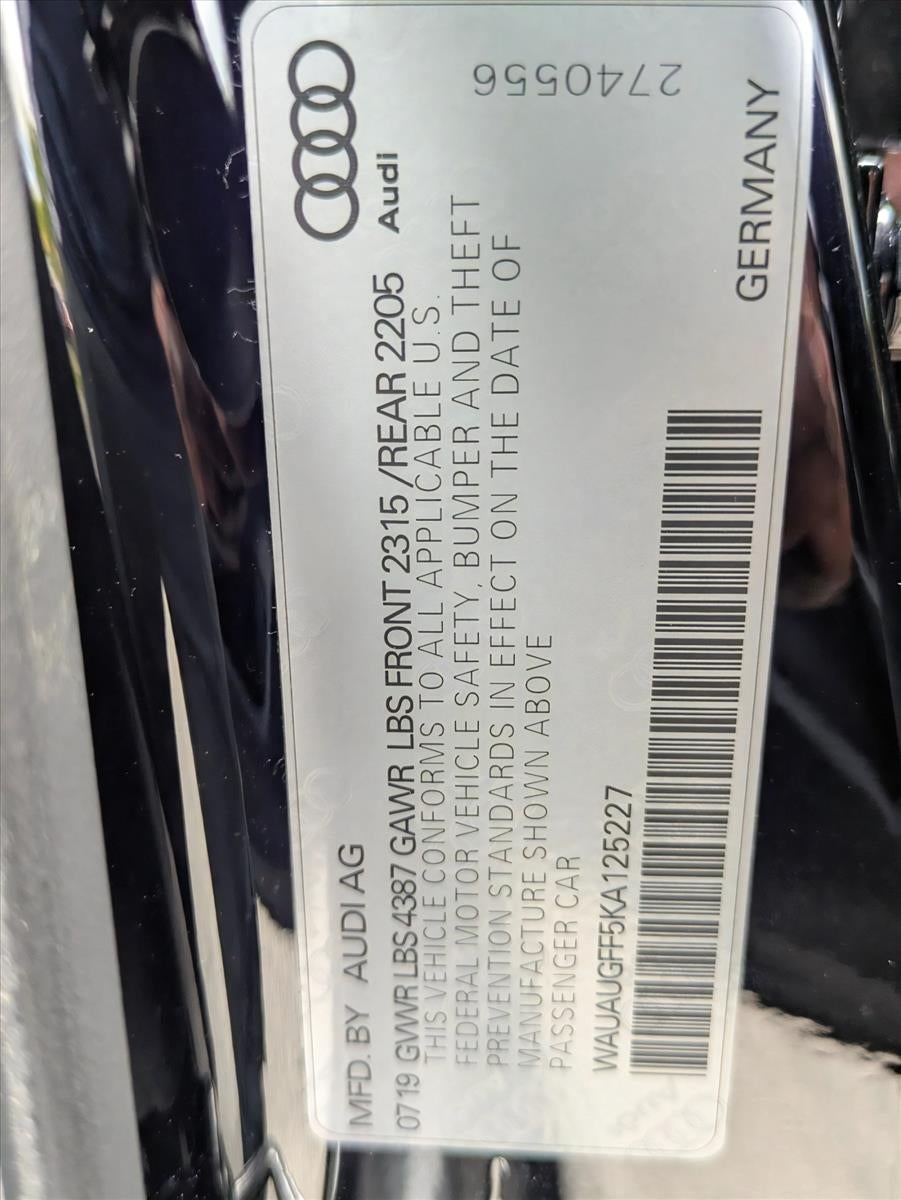 MFD. BY AUDI AG
Audi
0719 GVWR LBS 4387 GAWR LBS FRONT 2315 /REAR 2205
THIS VEHICLE CONFORMS TO ALL APPLICABLE U.S.
FEDERAL MOTOR VEHICLE SAFETY, BUMPER AND THEFT
PREVENTION STANDARDS IN EFFECT ON THE DATE OF
MANUFACTURE SHOWN ABOVE
PASSENGER CAR
WAUAUGFF5KA125227
GERMANY
2740556